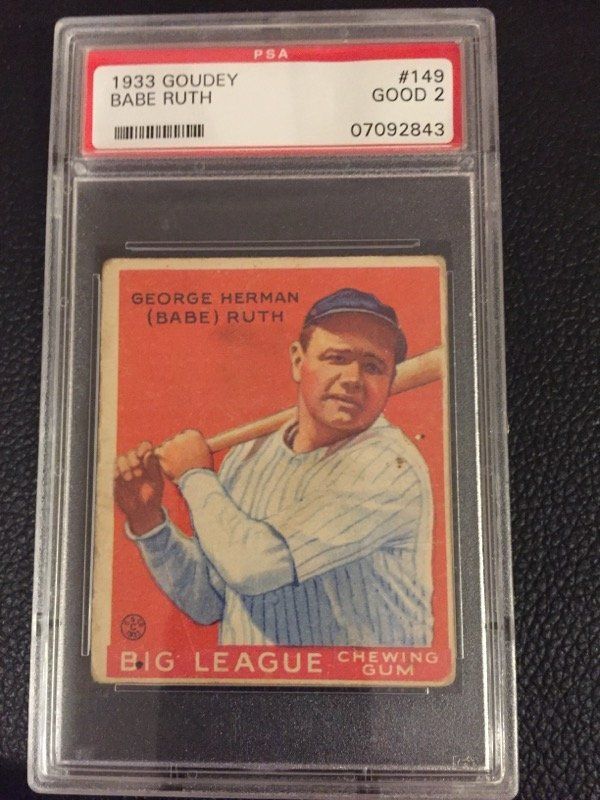 PSA
1933 GOUDEY #149
BABE RUTH GOOD 2
07092843
GEORGE HERMAN
(BABE) RUTH
BIG LEAGUE CHEWING
GUM